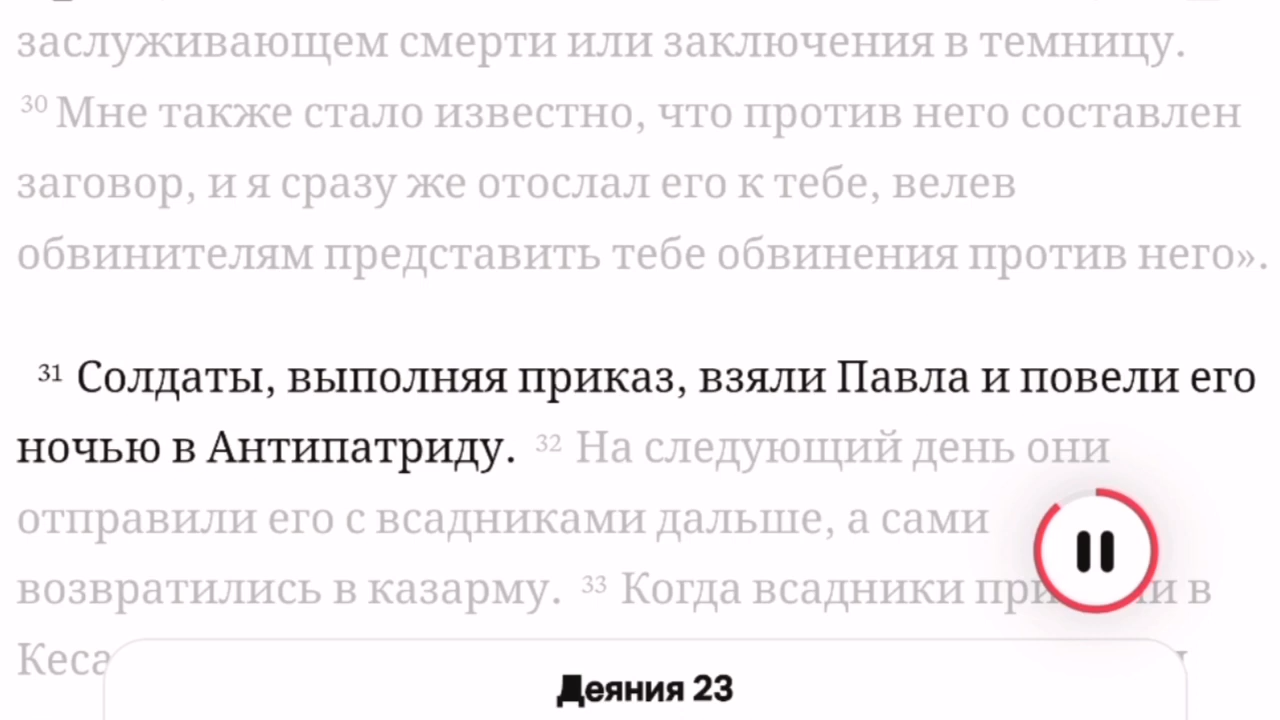 заслуживающем смерти или заключения в темницу.
30 Мне также стало известно, что против него составлен
заговор, и я сразу же отослал его к тебе, велев
обвинителям представить тебе обвинения против него».
31 Солдаты, выполняя приказ, взяли Павла и повели его
ночью в Антипатриду. 32 На следующий день они
отправили его с всадниками дальше, а сами
возвратились в казарму. 33 Когда всадники в
Деяния 23